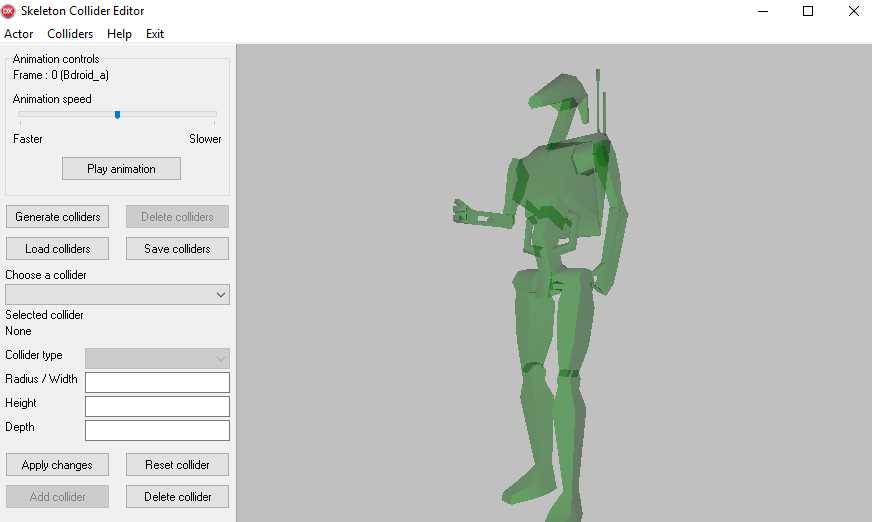 DX Skeleton Collider Editor
Actor Colliders Help Exit
Animation controls
Frame : 0 (Bdroid_a)
Animation speed
Faster Slower
Play animation
Generate colliders Delete colliders
Load colliders Save colliders
Choose a collider
Selected collider
None
Collider type
Radius / Width
Height
Depth
Apply changes Reset collider
Add collider Delete collider